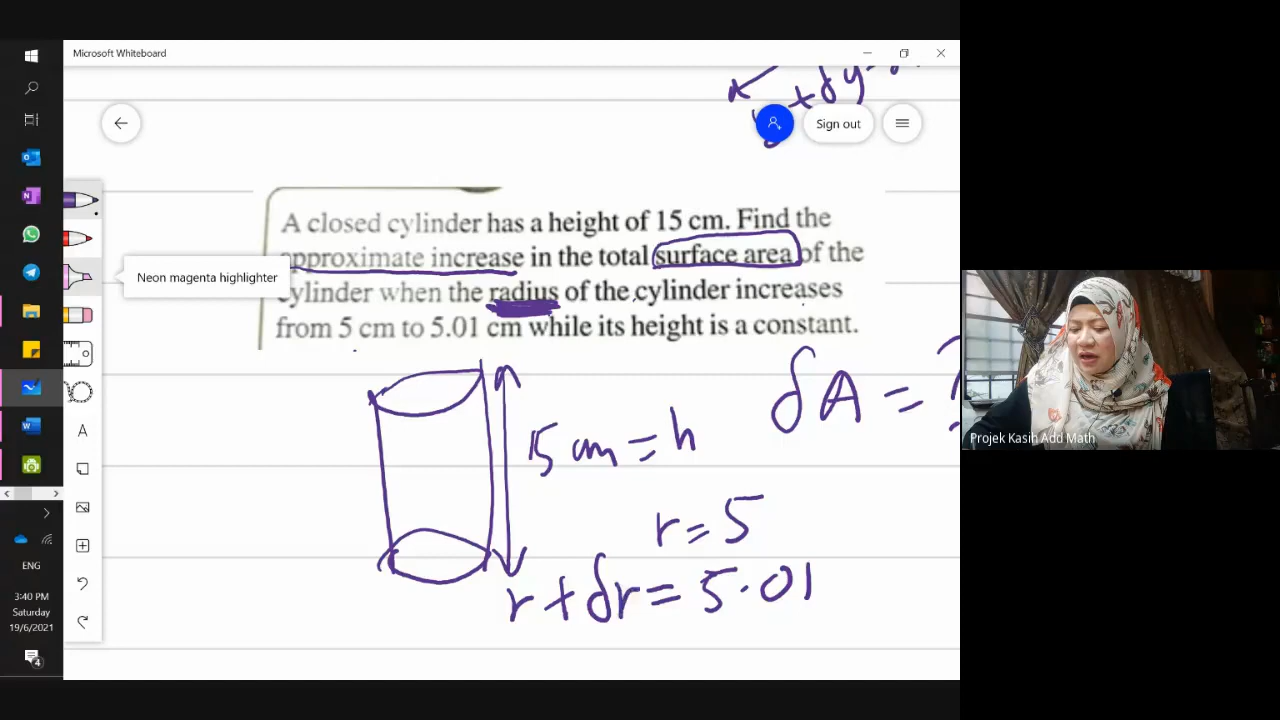 Microsoft Whiteboard
+ δy =
Sign out
A closed cylinder has a height of 15 cm. Find the
approximate increase in the total surface area of the
Neon magenta highlighter
cylinder when the radius of the cylinder increases
from 5 cm to 5.01 cm while its height is a constant.
δA = ?
15 cm = h
Projek Kasih Add Math
r = 5
r + δr = 5.01
ENG
3:40 PM
Saturday
19/6/2021
4